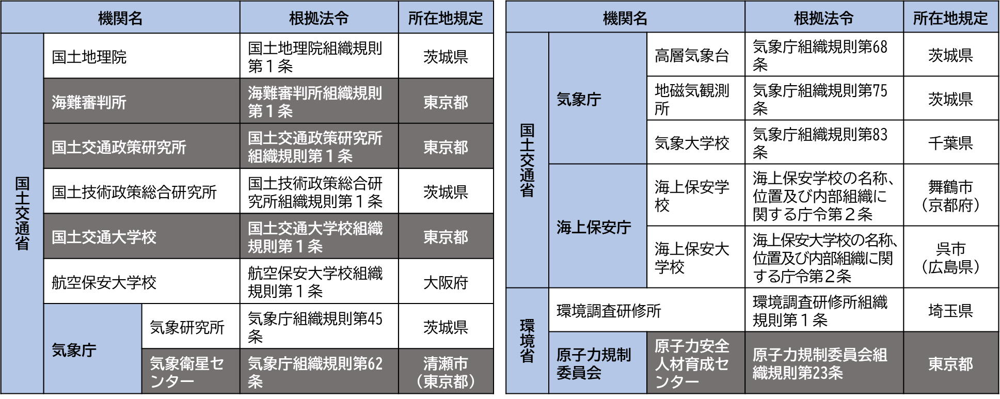 機関名 根拠法令 所在地規定
国土交通省
国土地理院
国土地理院組織規則
第１条
茨城県
海難審判所
海難審判所組織規則
第１条
東京都
国土交通政策研究所
国土交通政策研究所
組織規則第１条
東京都
国土技術政策総合研究所
国土技術政策総合研
究所組織規則第１条
茨城県
国土交通大学校
国土交通大学校組織
規則第１条
東京都
航空保安大学校
航空保安大学校組織
規則第１条
大阪府
気象庁
気象研究所
気象庁組織規則第45
条
茨城県
気象衛星セ
ンター
気象庁組織規則第62
条
清瀬市
（東京都）
機関名 根拠法令 所在地規定
国土交通省
気象庁
高層気象台
気象庁組織規則第68
条
茨城県
地磁気観測
所
気象庁組織規則第75
条
茨城県
気象大学校
気象庁組織規則第83
条
千葉県
海上保安庁
海上保安学
校
海上保安学校の名称、
位置及び内部組織に
関する庁令第２条
舞鶴市
（京都府）
海上保安大
学校
海上保安大学校の名称、
位置及び内部組織に関
する庁令第２条
呉市
（広島県）
環境省
環境調査研修所
環境調査研修所組織
規則第１条
埼玉県
原子力規制
委員会
原子力安全
人材育成セ
ンター
原子力規制委員会組
織規則第23条
東京都